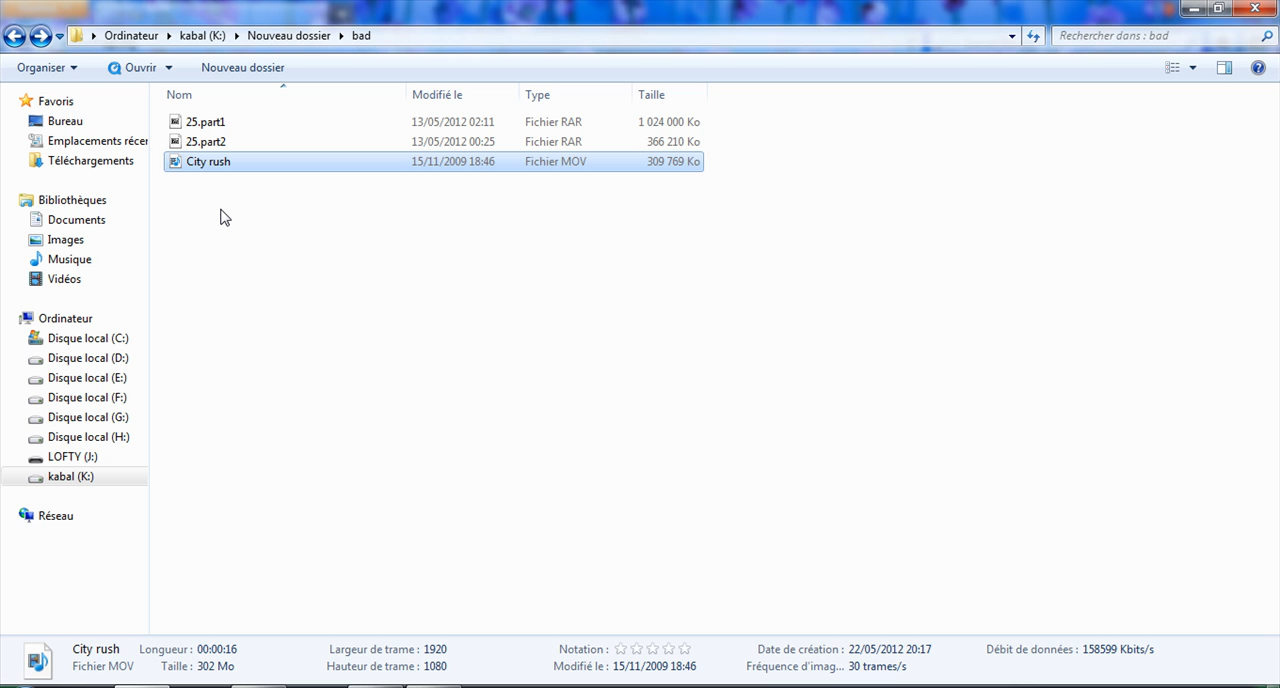 Ordinateur kabal (K:) Nouveau dossier bad
Rechercher dans : bad
Organiser Ouvrir Nouveau dossier
Nom Modifié le Type Taille
25.part1 13/05/2012 02:11 Fichier RAR 1 024 000 Ko
25.part2 13/05/2012 00:25 Fichier RAR 366 210 Ko
City rush 15/11/2009 18:46 Fichier MOV 309 769 Ko
Favoris
Bureau
Emplacements récer
Téléchargements
Bibliothèques
Documents
Images
Musique
Vidéos
Ordinateur
Disque local (C:)
Disque local (D:)
Disque local (E:)
Disque local (F:)
Disque local (G:)
Disque local (H:)
LOFTY (J:)
kabal (K:)
Réseau
City rush Longueur : 00:00:16 Largeur de trame : 1920 Notation : Date de création : 22/05/2012 20:17 Débit de données : 158599 Kbits/s
Fichier MOV Taille : 302 Mo Hauteur de trame : 1080 Modifié le : 15/11/2009 18:46 Fréquence d'imag... 30 trames/s